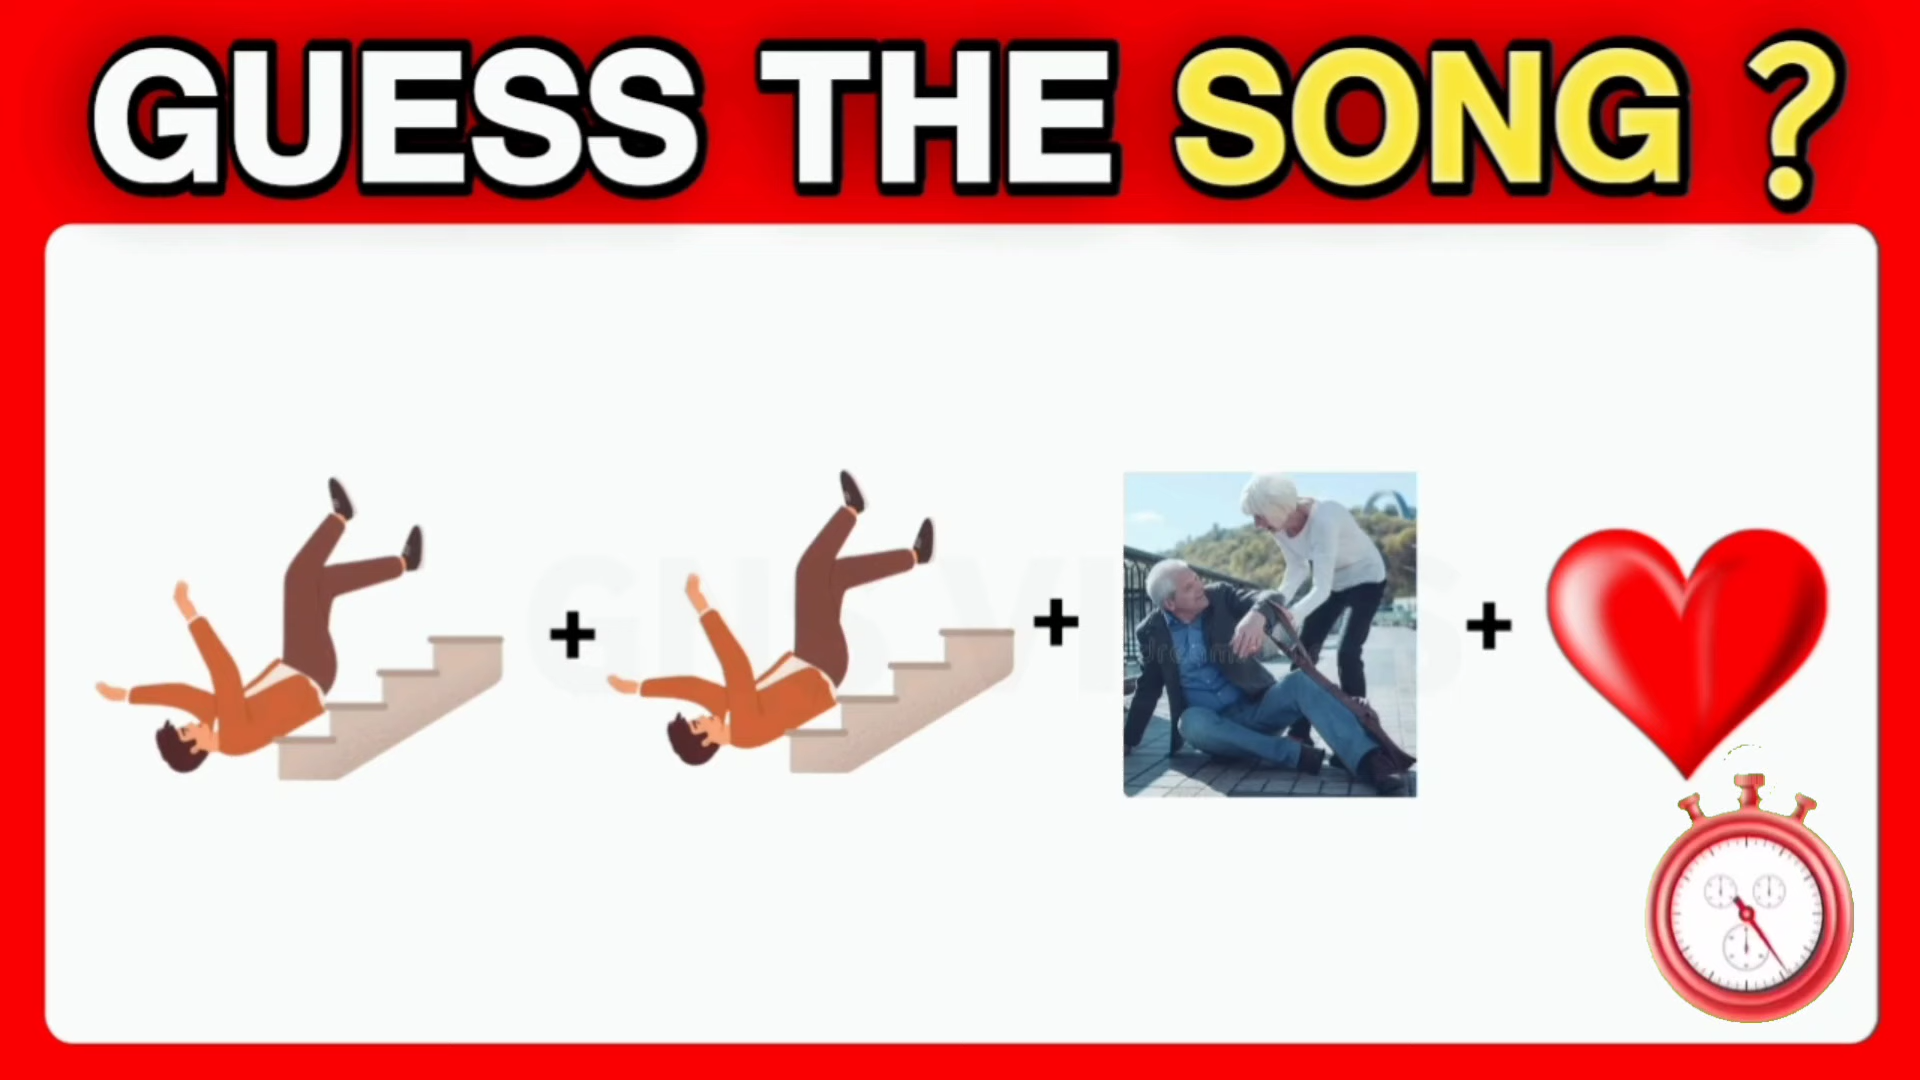 GUESS THE SONG ?
+ + +